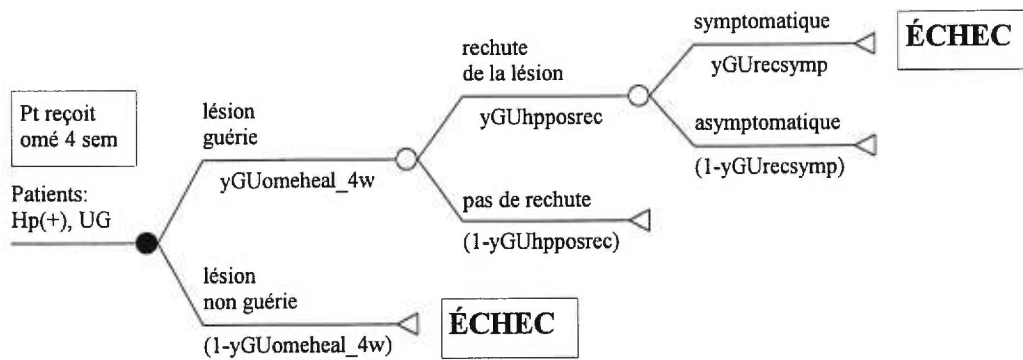 symptomatique
ÉCHEC
yGUrecsymp
rechute
de la lésion
yGUhpposrec
asymptomatique
(1-yGUrecsymp)
Pt reçoit
omé 4 sem
lésion
guérie
yGUomeheal_4w
pas de rechute
(1-yGUhpposrec)
Patients:
Hp(+), UG
lésion
non guérie
(1-yGUomeheal_4w)
ÉCHEC